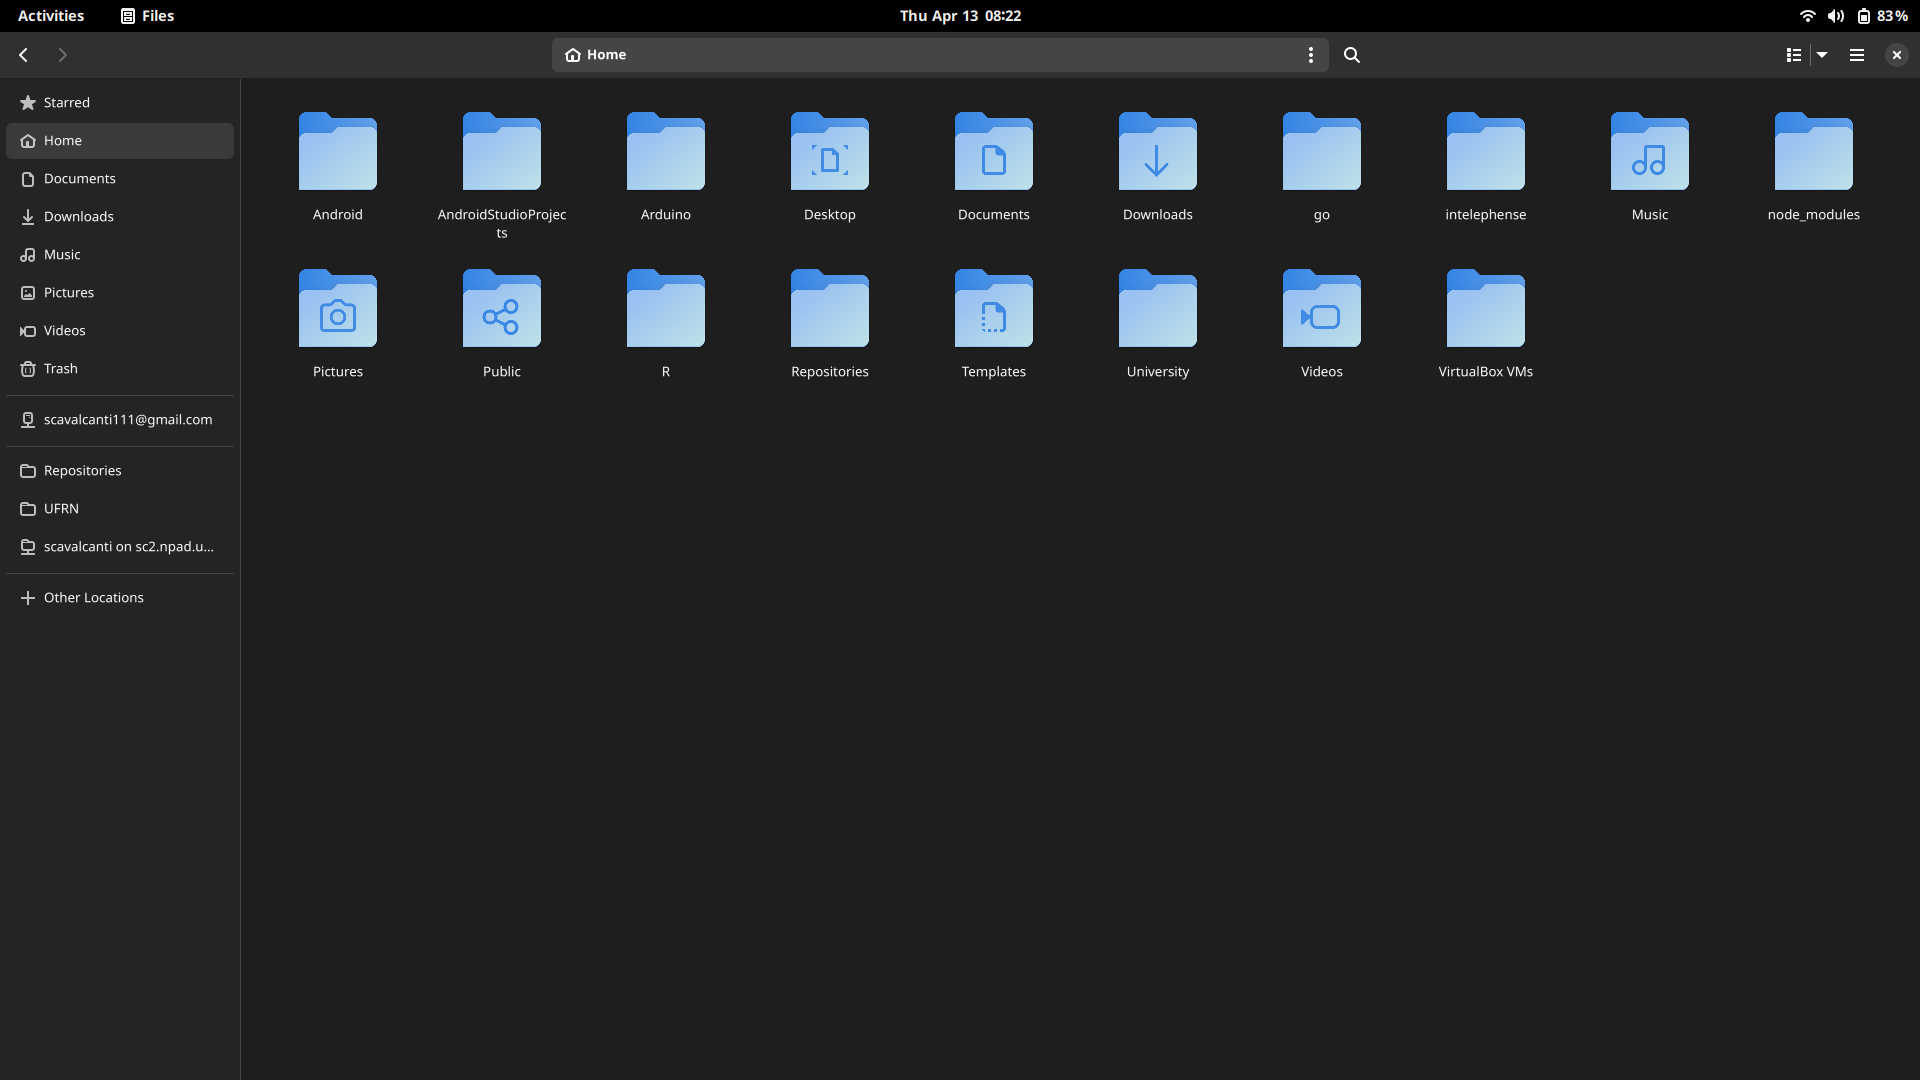 Activities Files Thu Apr 13 08:22 83%
Home
Starred
Home
Documents
Downloads
Music
Pictures
Videos
Trash
scavalcanti111@gmail.com
Repositories
UFRN
scavalcanti on sc2.npad.u...
Other Locations
Android AndroidStudioProjec Arduino Desktop Documents Downloads go intelephense Music node_modules
ts
Pictures Public R Repositories Templates University Videos VirtualBox VMs